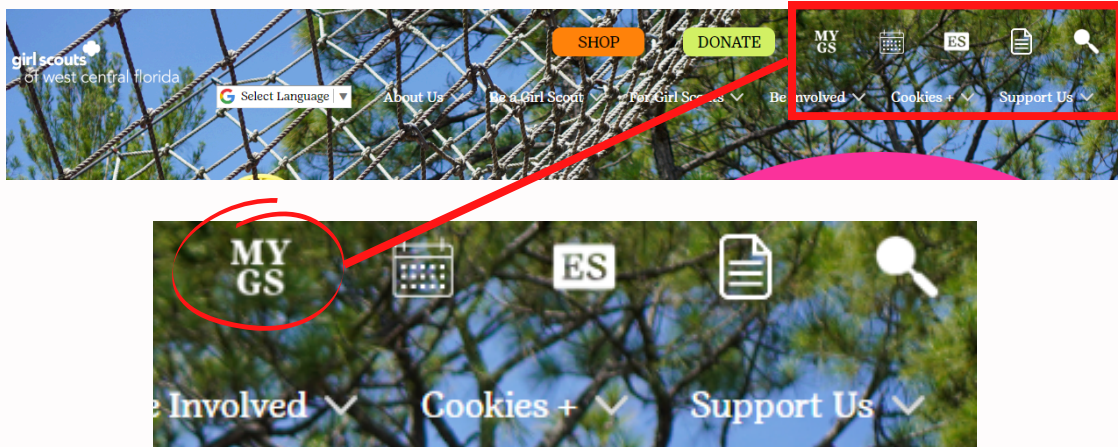 girl scouts
of west central florida
SHOP
DONATE
MY
GS
ES
G Select Language ▼
About Us
Be a Girl Scout
For Girl Scouts
Be Involved
Cookies +
Support Us
MY
GS
ES
e Involved
Cookies +
Support Us